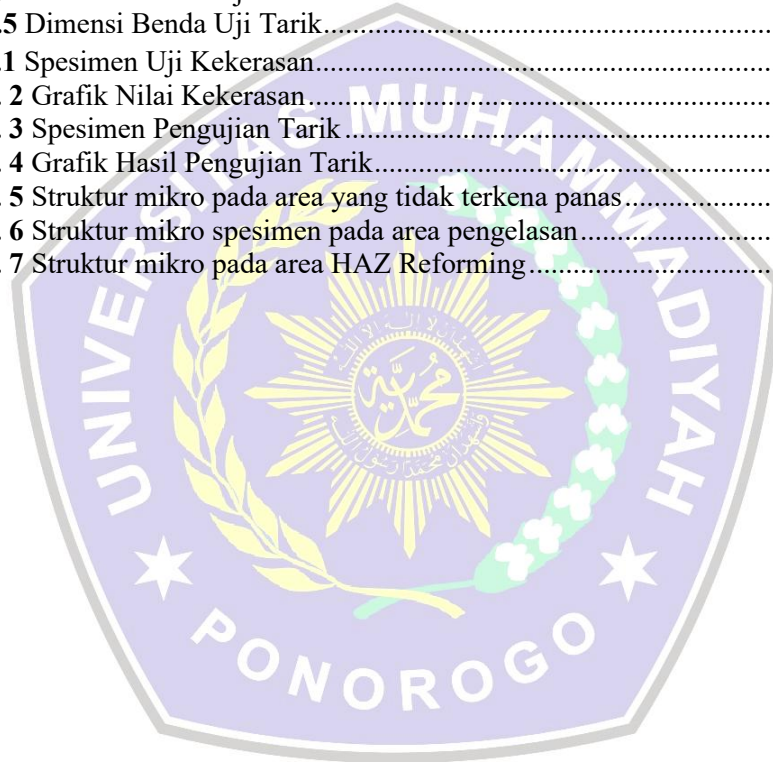 .5 Dimensi Benda Uji Tarik..........
.1 Spesimen Uji Kekerasan..........
. 2 Grafik Nilai Kekerasan..........
. 3 Spesimen Pengujian Tarik..........
. 4 Grafik Hasil Pengujian Tarik..........
. 5 Struktur mikro pada area yang tidak terkena panas..........
. 6 Struktur mikro spesimen pada area pengelasan..........
. 7 Struktur mikro pada area HAZ Reforming..........
UNIVERSITAS MUHAMMADIYAH
PONOROGO
محمد